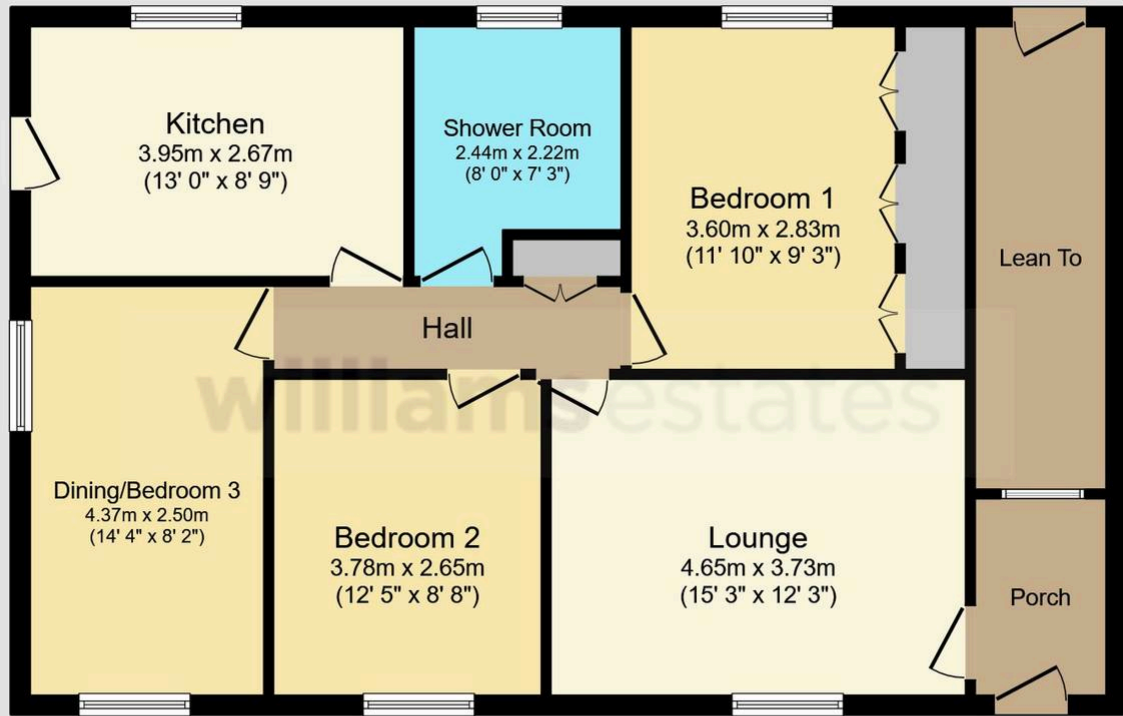 Kitchen
3.95m x 2.67m
(13' 0" x 8' 9")
Shower Room
2.44m x 2.22m
(8' 0" x 7' 3")
Bedroom 1
3.60m x 2.83m
(11' 10" x 9' 3")
Lean To
Hall
williamsestates
Dining/Bedroom 3
4.37m x 2.50m
(14' 4" x 8' 2")
Bedroom 2
3.78m x 2.65m
(12' 5" x 8' 8")
Lounge
4.65m x 3.73m
(15' 3" x 12' 3")
Porch